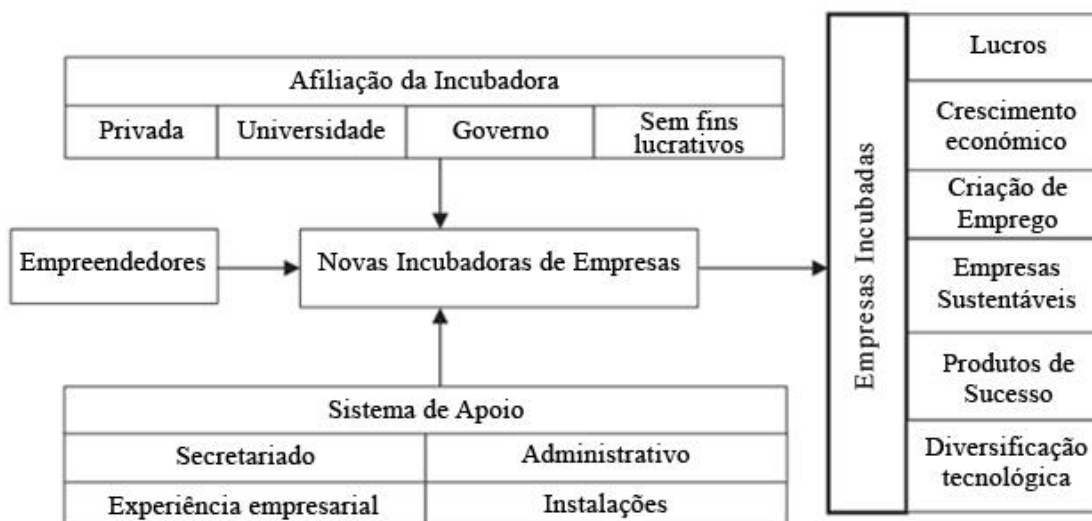 Afiliação da Incubadora
Privada
Universidade
Governo
Sem fins
lucrativos
Empreendedores
Novas Incubadoras de Empresas
Sistema de Apoio
Secretariado
Administrativo
Experiência empresarial
Instalações
Empresas Incubadas
Lucros
Crescimento
económico
Criação de
Emprego
Empresas
Sustentáveis
Produtos de
Sucesso
Diversificação
tecnológica